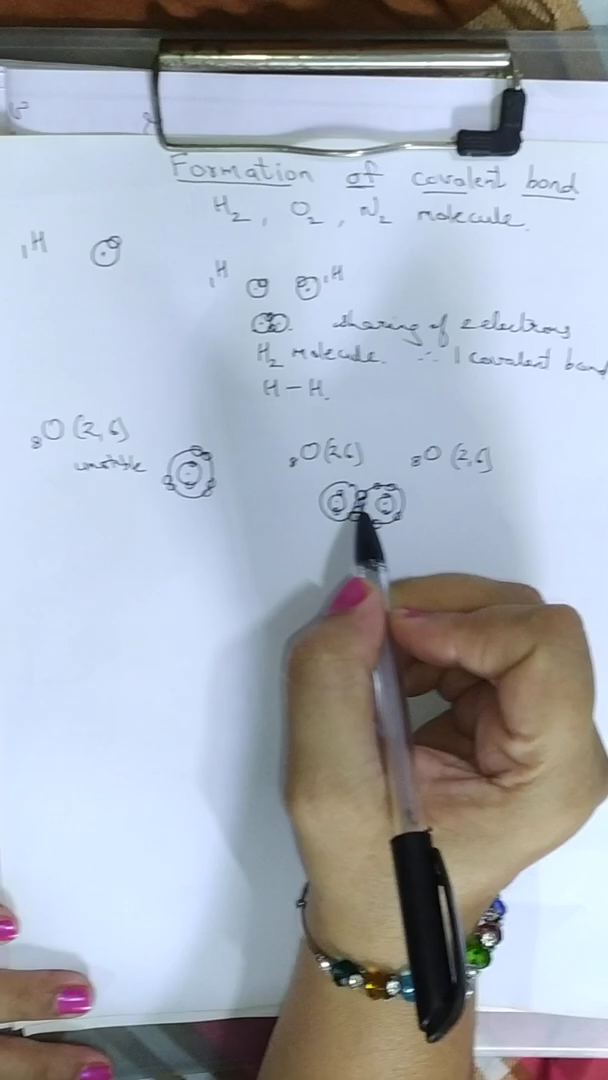 Formation of covalent bond
H₂, O₂, N₂ molecule.
₁H
₁H ₁H
sharing of 2 electrons
H₂ molecule. ∴ 1 covalent bond
H – H.
₈O (2,6)
unstable
₈O (2,6) ₈O (2,6)